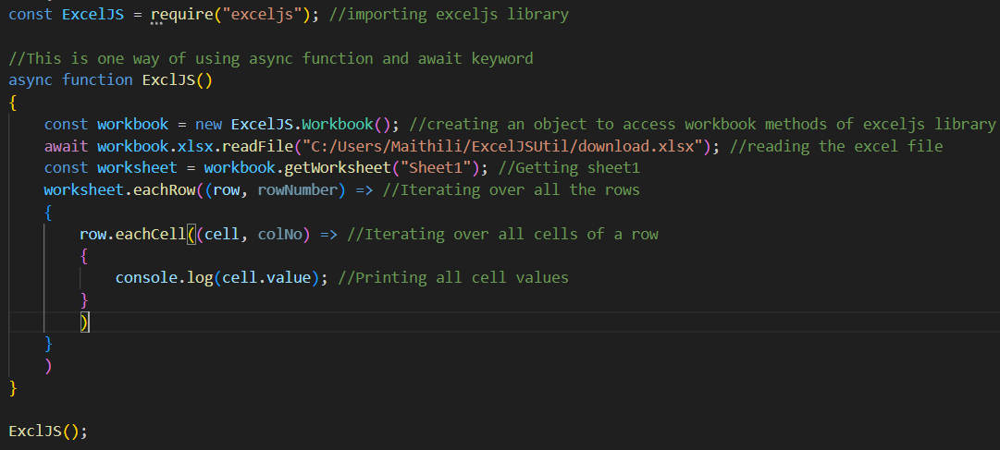 const ExcelJS = require("exceljs"); //importing exceljs library
//This is one way of using async function and await keyword
async function ExclJS()
{
const workbook = new ExcelJS.Workbook(); //creating an object to access workbook methods of exceljs library
await workbook.xlsx.readFile("C:/Users/Maithili/ExcelJSUtil/download.xlsx"); //reading the excel file
const worksheet = workbook.getWorksheet("Sheet1"); //Getting sheet1
worksheet.eachRow((row, rowNumber) => //Iterating over all the rows
{
row.eachCell((cell, colNo) => //Iterating over all cells of a row
{
console.log(cell.value); //Printing all cell values
}
)
}
)
}
ExclJS();